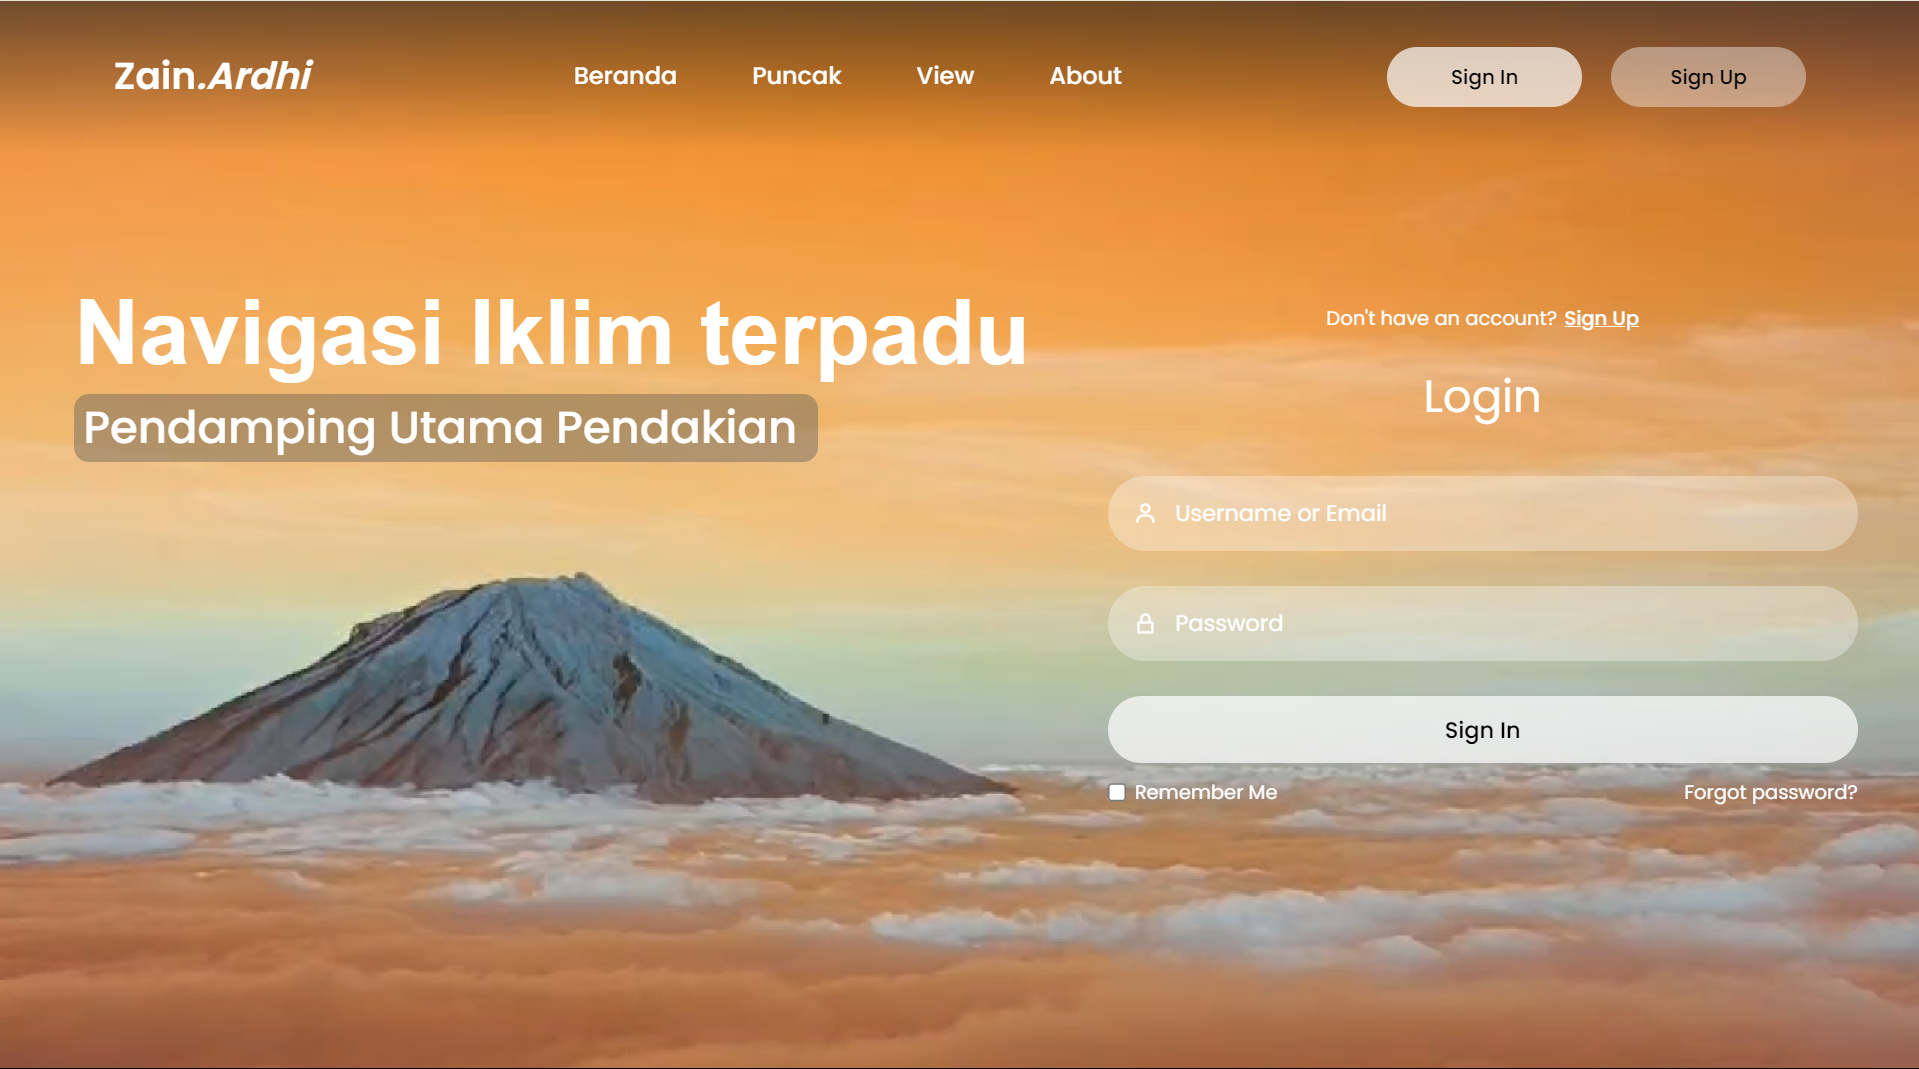 Zain.Ardhi
Beranda Puncak View About
Sign In Sign Up
Navigasi Iklim terpadu
Pendamping Utama Pendakian
Don't have an account? Sign Up
Login
Username or Email
Password
Sign In
Remember Me Forgot password?